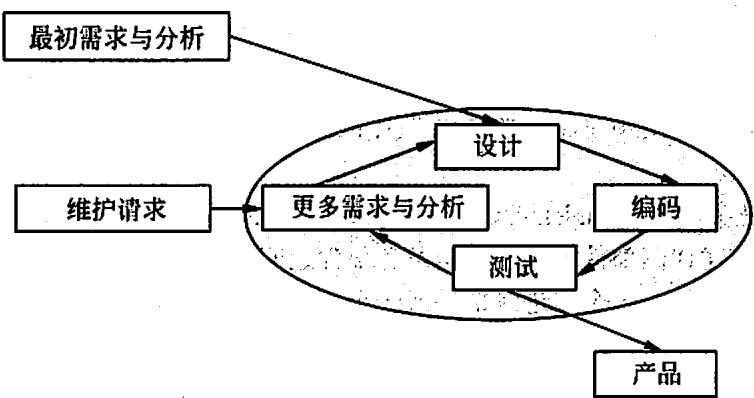 最初需求与分析
设计
维护请求
更多需求与分析
编码
测试
产品